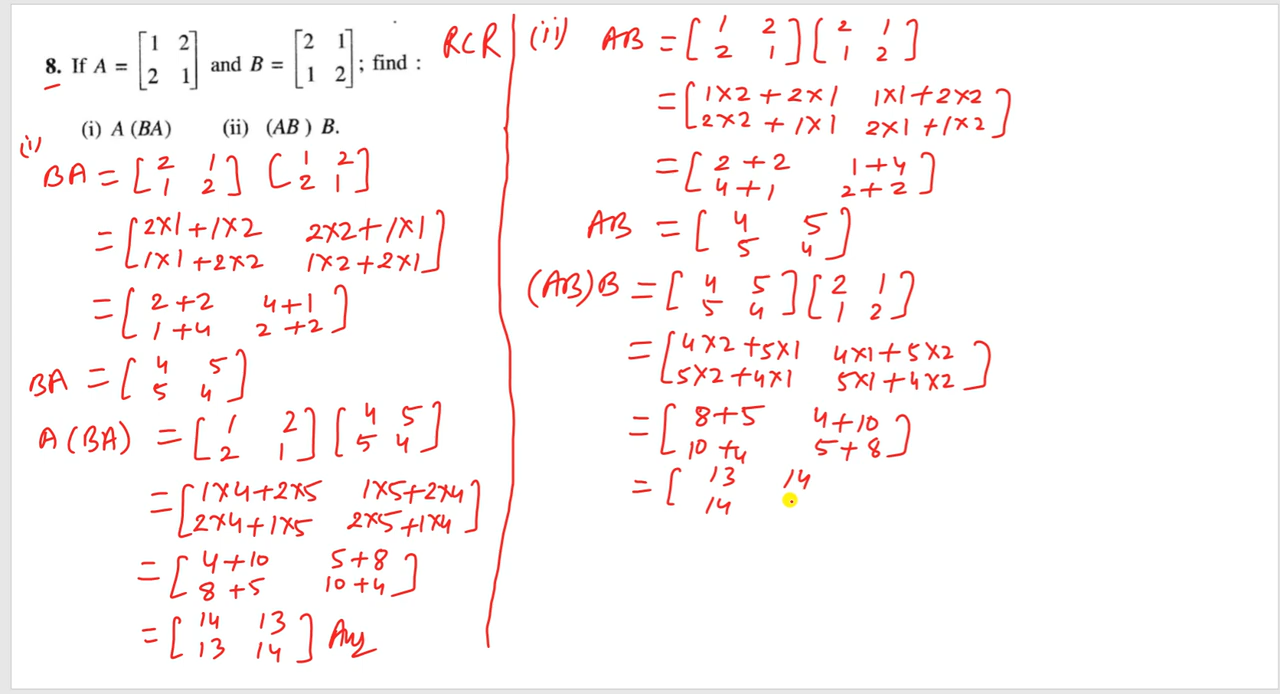 8. If A = [1 2] and B = [2 1]; find :
[2 1] [1 2]
(i) A (BA) (ii) (AB ) B.
(i)
BA = [2 1] [1 2]
[1 2] [2 1]
= [2×1+1×2 2×2+1×1]
[1×1+2×2 1×2+2×1]
= [2+2 4+1]
[1+4 2+2]
BA = [4 5]
[5 4]
A(BA) = [1 2] [4 5]
[2 1] [5 4]
= [1×4+2×5 1×5+2×4]
[2×4+1×5 2×5+1×4]
= [4+10 5+8]
[8+5 10+4]
= [14 13] Ans
[13 14]
RCR
(ii) AB = [1 2] [2 1]
[2 1] [1 2]
= [1×2+2×1 1×1+2×2]
[2×2+1×1 2×1+1×2]
= [2+2 1+4]
[4+1 2+2]
AB = [4 5]
[5 4]
(AB)B = [4 5] [2 1]
[5 4] [1 2]
= [4×2+5×1 4×1+5×2]
[5×2+4×1 5×1+4×2]
= [8+5 4+10]
[10+4 5+8]
= [13 14
14